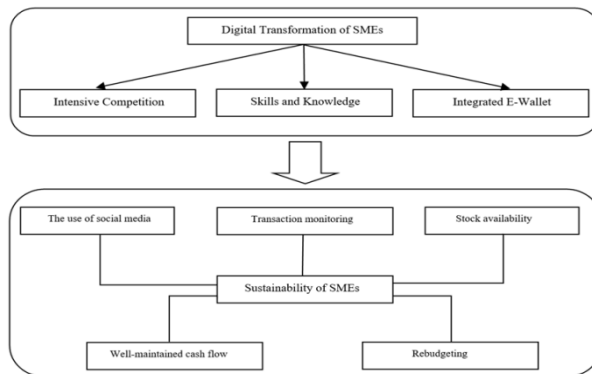 Digital Transformation of SMEs
Intensive Competition
Skills and Knowledge
Integrated E-Wallet
The use of social media
Transaction monitoring
Stock availability
Sustainability of SMEs
Well-maintained cash flow
Rebudgeting